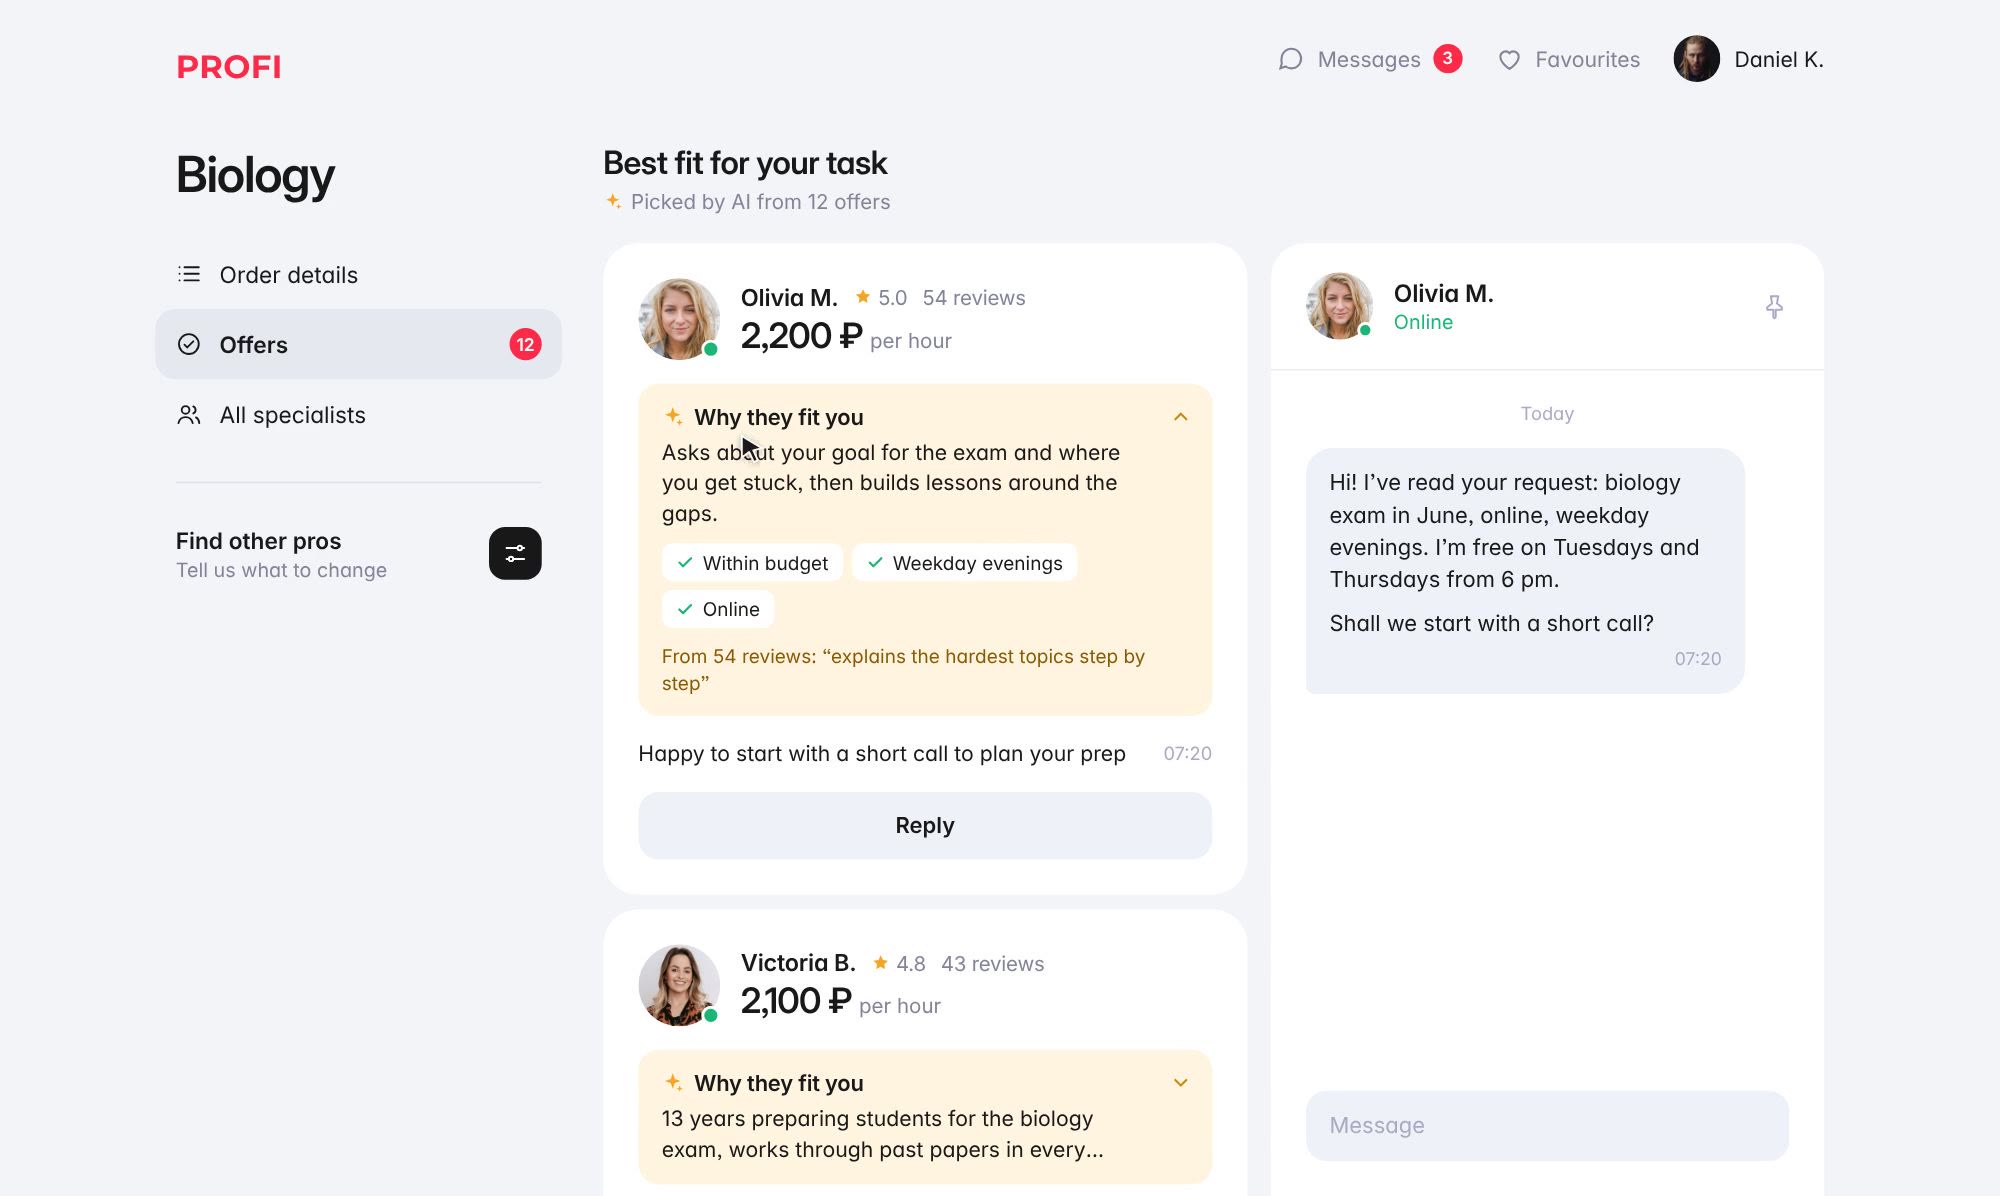 PROFI
Messages 3
Favourites
Daniel K.
Biology
Order details
Offers 12
All specialists
Find other pros
Tell us what to change
Best fit for your task
Picked by AI from 12 offers
Olivia M. 5.0 54 reviews
2,200 ₽ per hour
Why they fit you
Asks about your goal for the exam and where
you get stuck, then builds lessons around the
gaps.
Within budget
Weekday evenings
Online
From 54 reviews: “explains the hardest topics step by
step”
Happy to start with a short call to plan your prep 07:20
Reply
Victoria B. 4.8 43 reviews
2,100 ₽ per hour
Why they fit you
13 years preparing students for the biology
exam, works through past papers in every...
Olivia M.
Online
Today
Hi! I’ve read your request: biology
exam in June, online, weekday
evenings. I’m free on Tuesdays and
Thursdays from 6 pm.
Shall we start with a short call?
07:20
Message